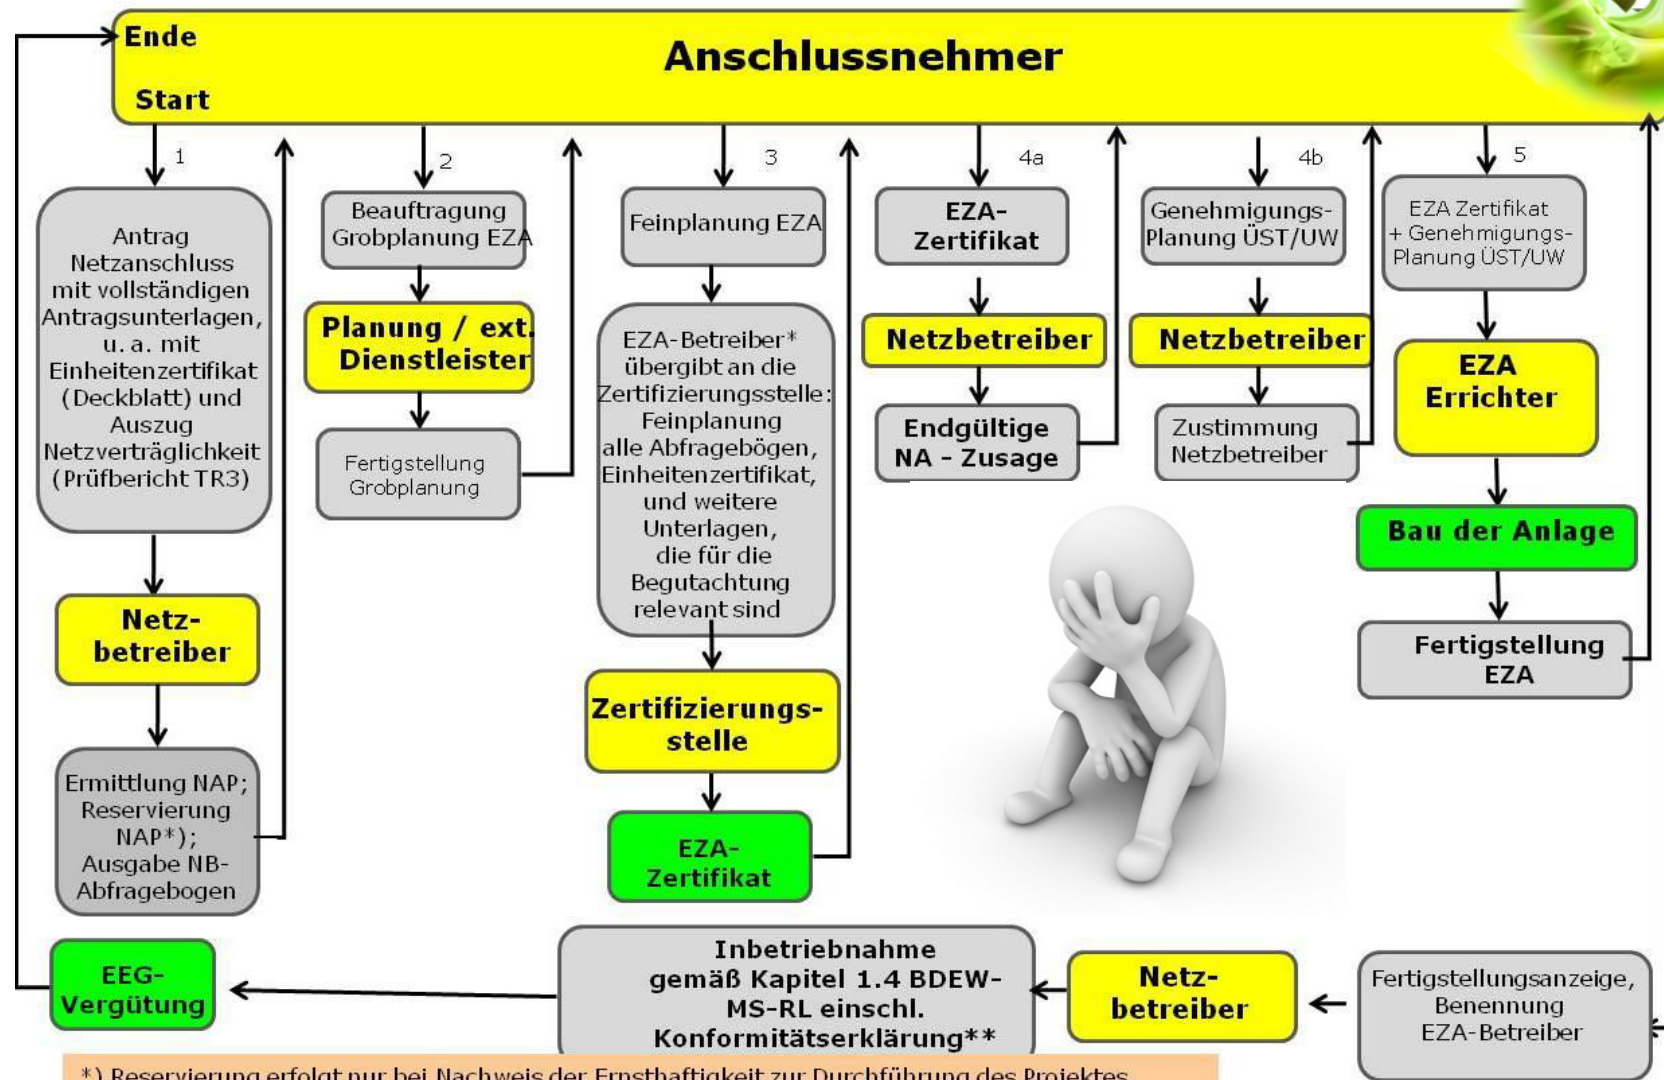 Ende
Anschlussnehmer
Start
1
Antrag
Netzanschluss
mit vollständigen
Antragsunterlagen,
u. a. mit
Einheitenzertifikat
(Deckblatt) und
Auszug
Netzverträglichkeit
(Prüfbericht TR3)
Netz-
betreiber
Ermittlung NAP;
Reservierung
NAP*);
Ausgabe NB-
Abfragebogen
2
Beauftragung
Grobplanung EZA
Planung / ext.
Dienstleister
Fertigstellung
Grobplanung
3
Feinplanung EZA
EZA-Betreiber*
übergibt an die
Zertifizierungsstelle:
Feinplanung
alle Abfragebögen,
Einheitenzertifikat,
und weitere
Unterlagen,
die für die
Begutachtung
relevant sind
Zertifizierungs-
stelle
EZA-
Zertifikat
4a
EZA-
Zertifikat
Netzbetreiber
Endgültige
NA - Zusage
4b
Genehmigungs-
Planung ÜST/UW
Netzbetreiber
Zustimmung
Netzbetreiber
5
EZA Zertifikat
+ Genehmigungs-
Planung ÜST/UW
EZA
Errichter
Bau der Anlage
Fertigstellung
EZA
Fertigstellungsanzeige,
Benennung
EZA-Betreiber
Netz-
betreiber
Inbetriebnahme
gemäß Kapitel 1.4 BDEW-
MS-RL einschl.
Konformitätserklärung**
EEG-
Vergütung
*) Reservierung erfolgt nur bei Nachweis der Ernsthaftigkeit zur Durchführung des Projektes